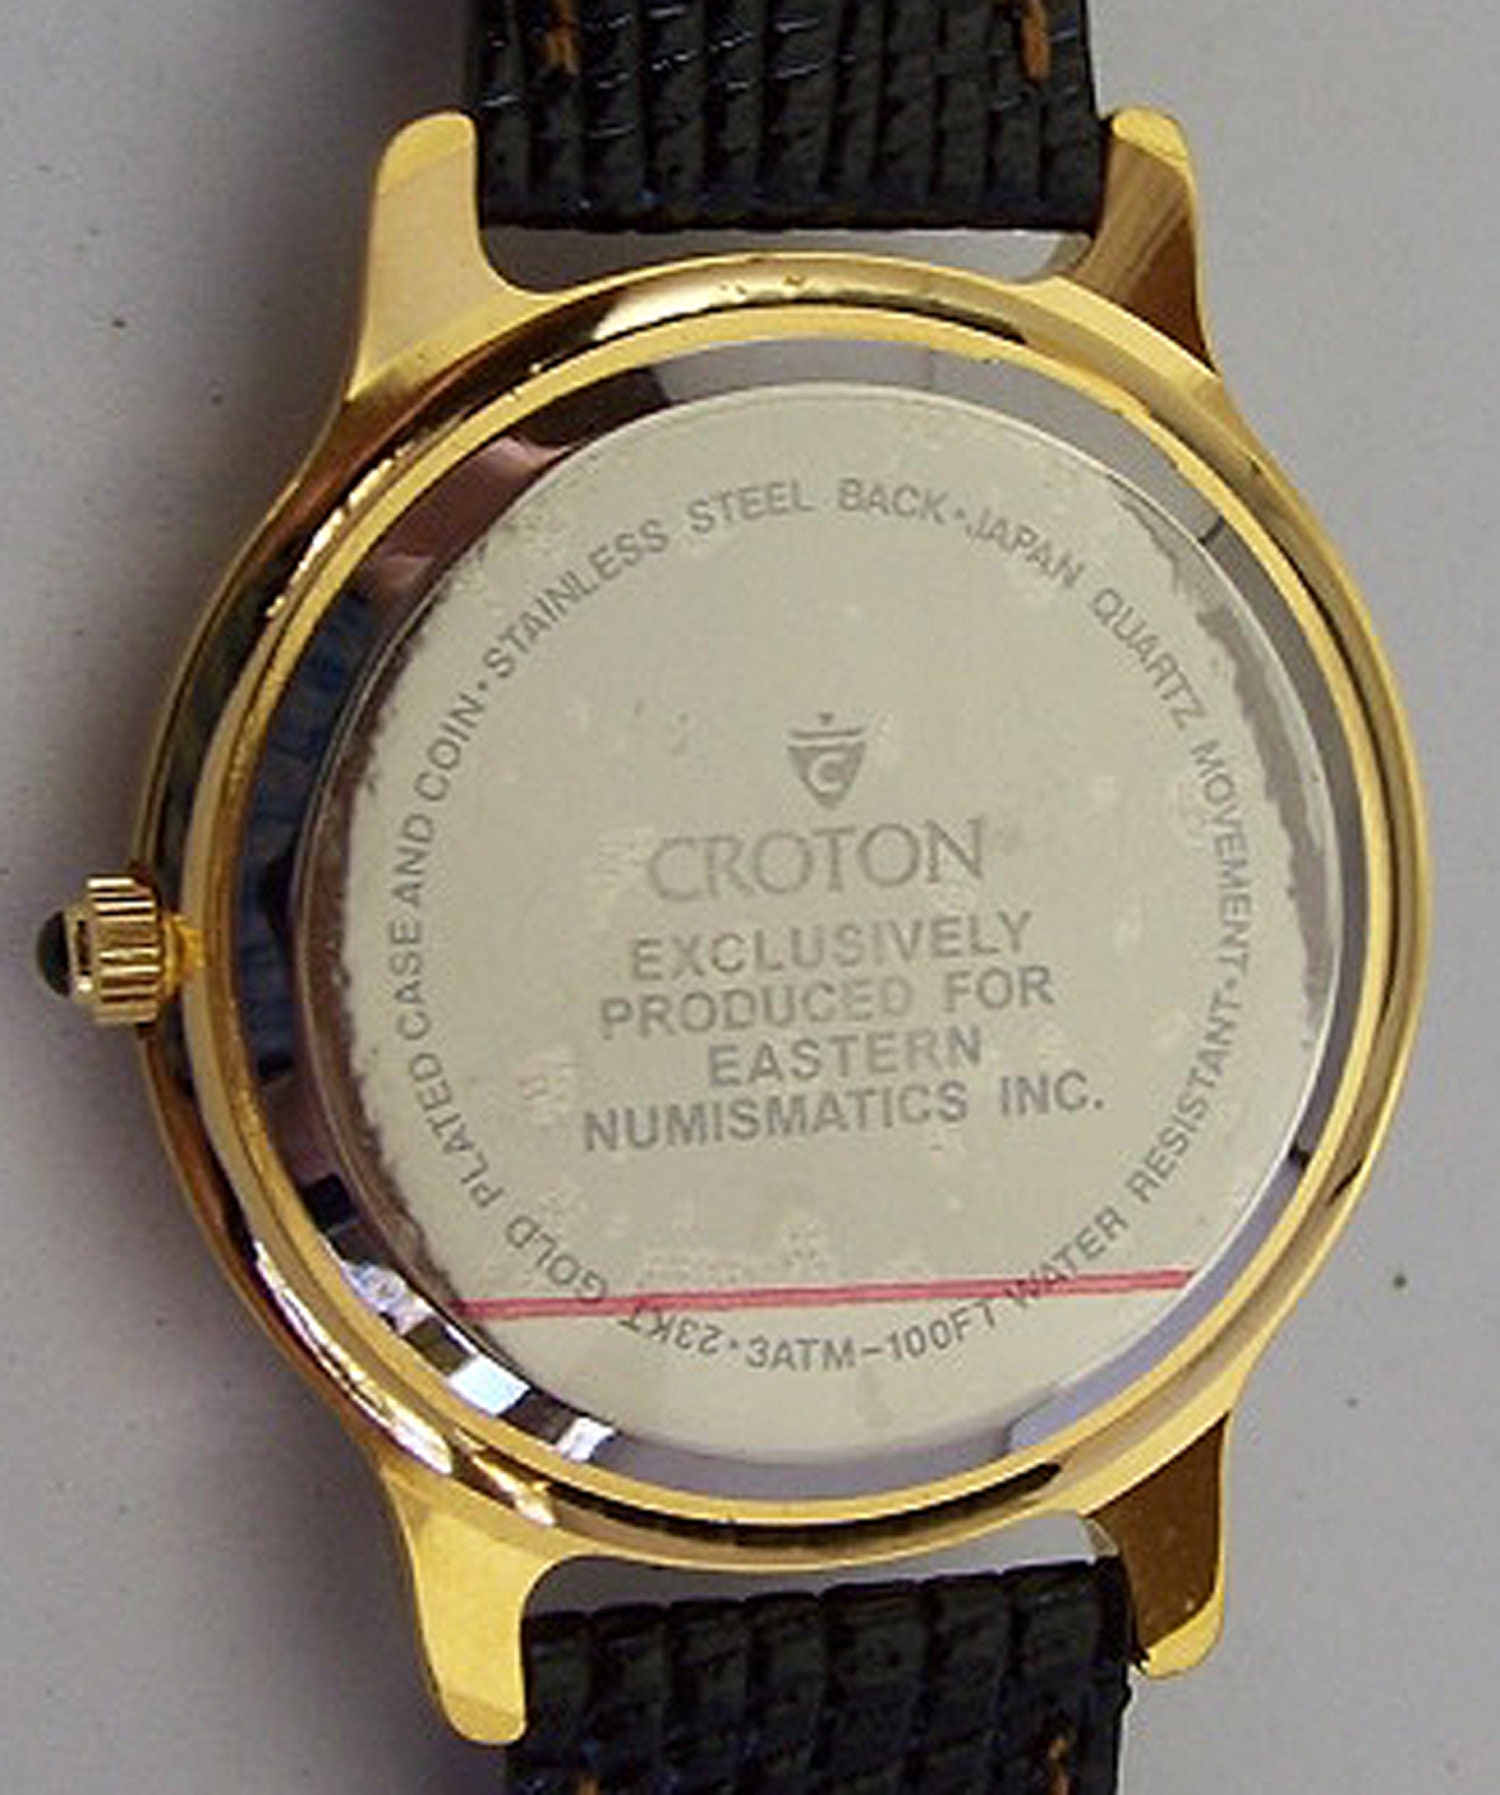 C
CROTON
EXCLUSIVELY
PRODUCED FOR
EASTERN
NUMISMATICS INC.
23KT GOLD PLATED CASE AND COIN•STAINLESS STEEL BACK•JAPAN QUARTZ MOVEMENT•
3ATM-100FT WATER RESISTANT•